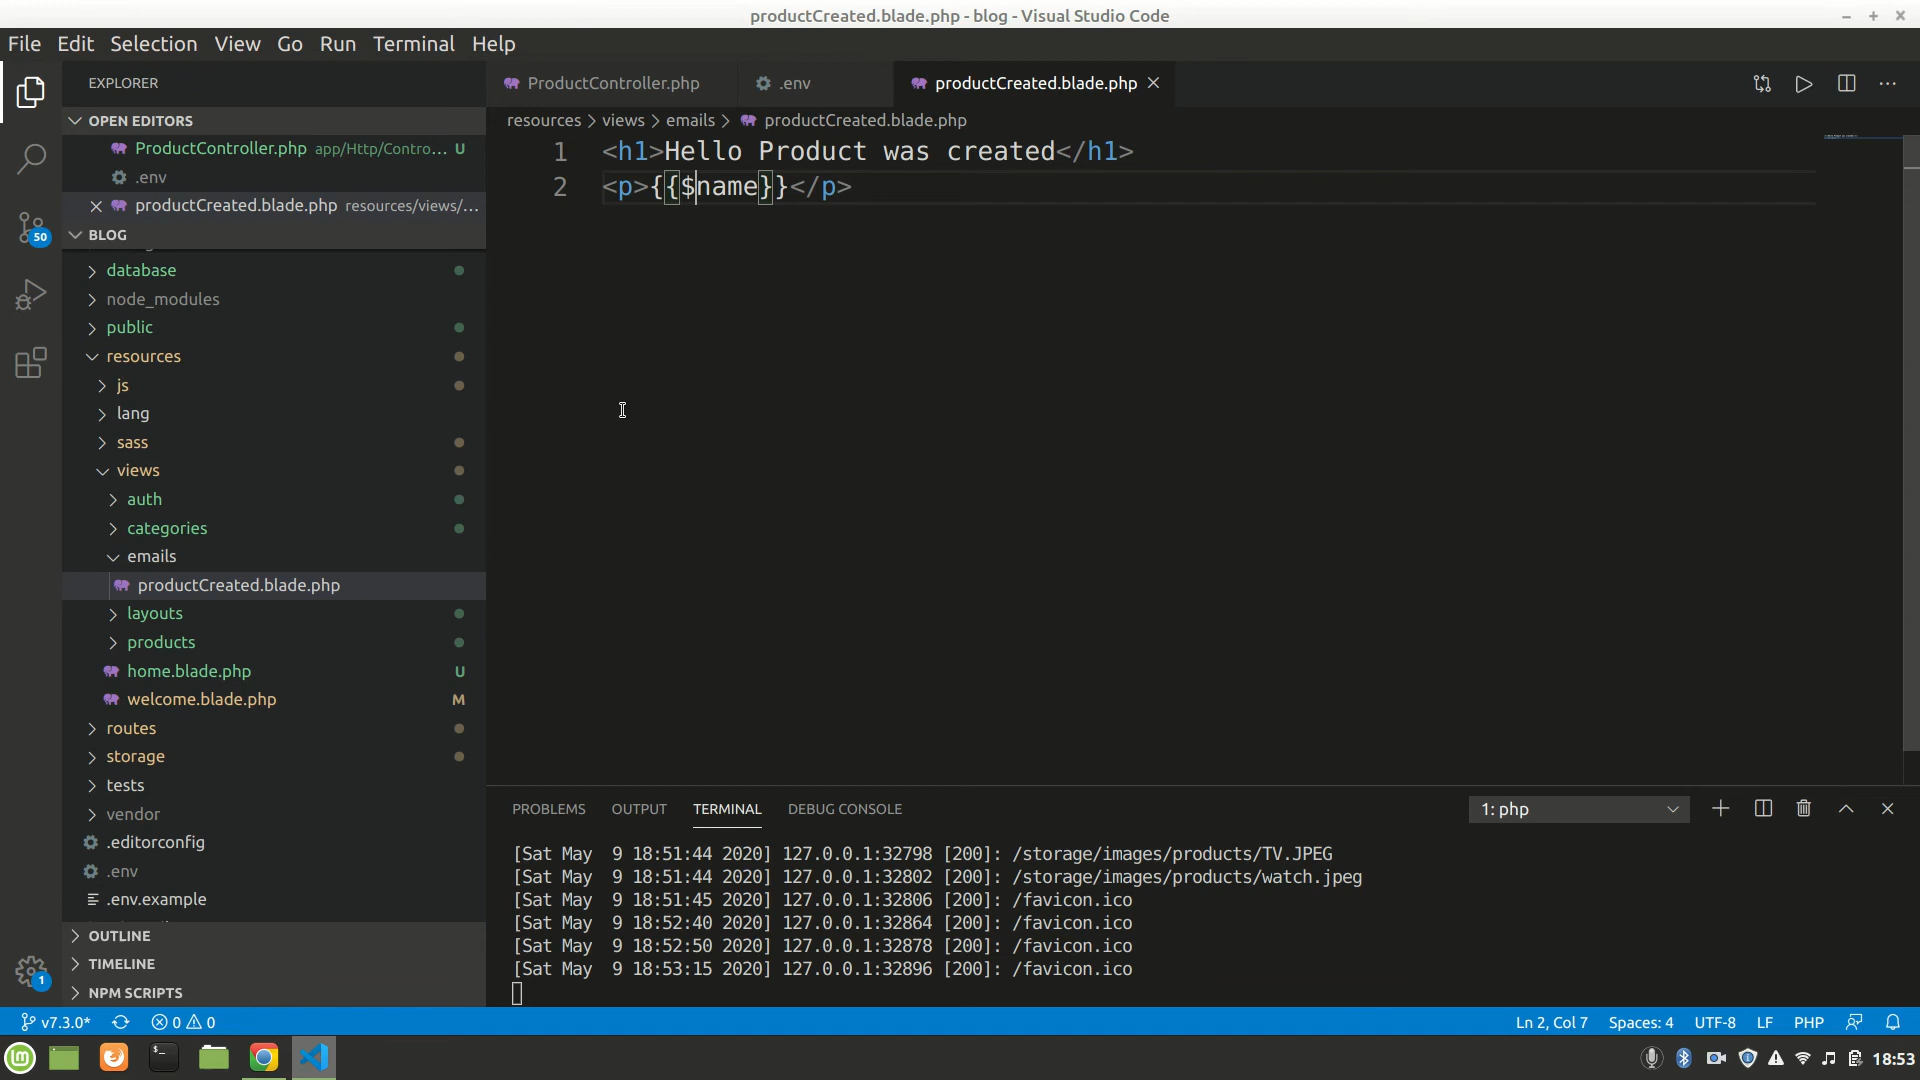 productCreated.blade.php - blog - Visual Studio Code
File Edit Selection View Go Run Terminal Help
EXPLORER
OPEN EDITORS
ProductController.php app/Http/Contro... U
.env
productCreated.blade.php resources/views/...
BLOG
database
node_modules
public
resources
js
lang
sass
views
auth
categories
emails
productCreated.blade.php
layouts
products
home.blade.php U
welcome.blade.php M
routes
storage
tests
vendor
.editorconfig
.env
.env.example
OUTLINE
TIMELINE
NPM SCRIPTS
50
1
ProductController.php .env productCreated.blade.php
resources > views > emails > productCreated.blade.php
1 <h1>Hello Product was created</h1>
2 <p>{{$name}}</p>
PROBLEMS OUTPUT TERMINAL DEBUG CONSOLE 1: php
[Sat May  9 18:51:44 2020] 127.0.0.1:32798 [200]: /storage/images/products/TV.JPEG
[Sat May  9 18:51:44 2020] 127.0.0.1:32802 [200]: /storage/images/products/watch.jpeg
[Sat May  9 18:51:45 2020] 127.0.0.1:32806 [200]: /favicon.ico
[Sat May  9 18:52:40 2020] 127.0.0.1:32864 [200]: /favicon.ico
[Sat May  9 18:52:50 2020] 127.0.0.1:32878 [200]: /favicon.ico
[Sat May  9 18:53:15 2020] 127.0.0.1:32896 [200]: /favicon.ico
v7.3.0* 0 0 Ln 2, Col 7 Spaces: 4 UTF-8 LF PHP
18:53